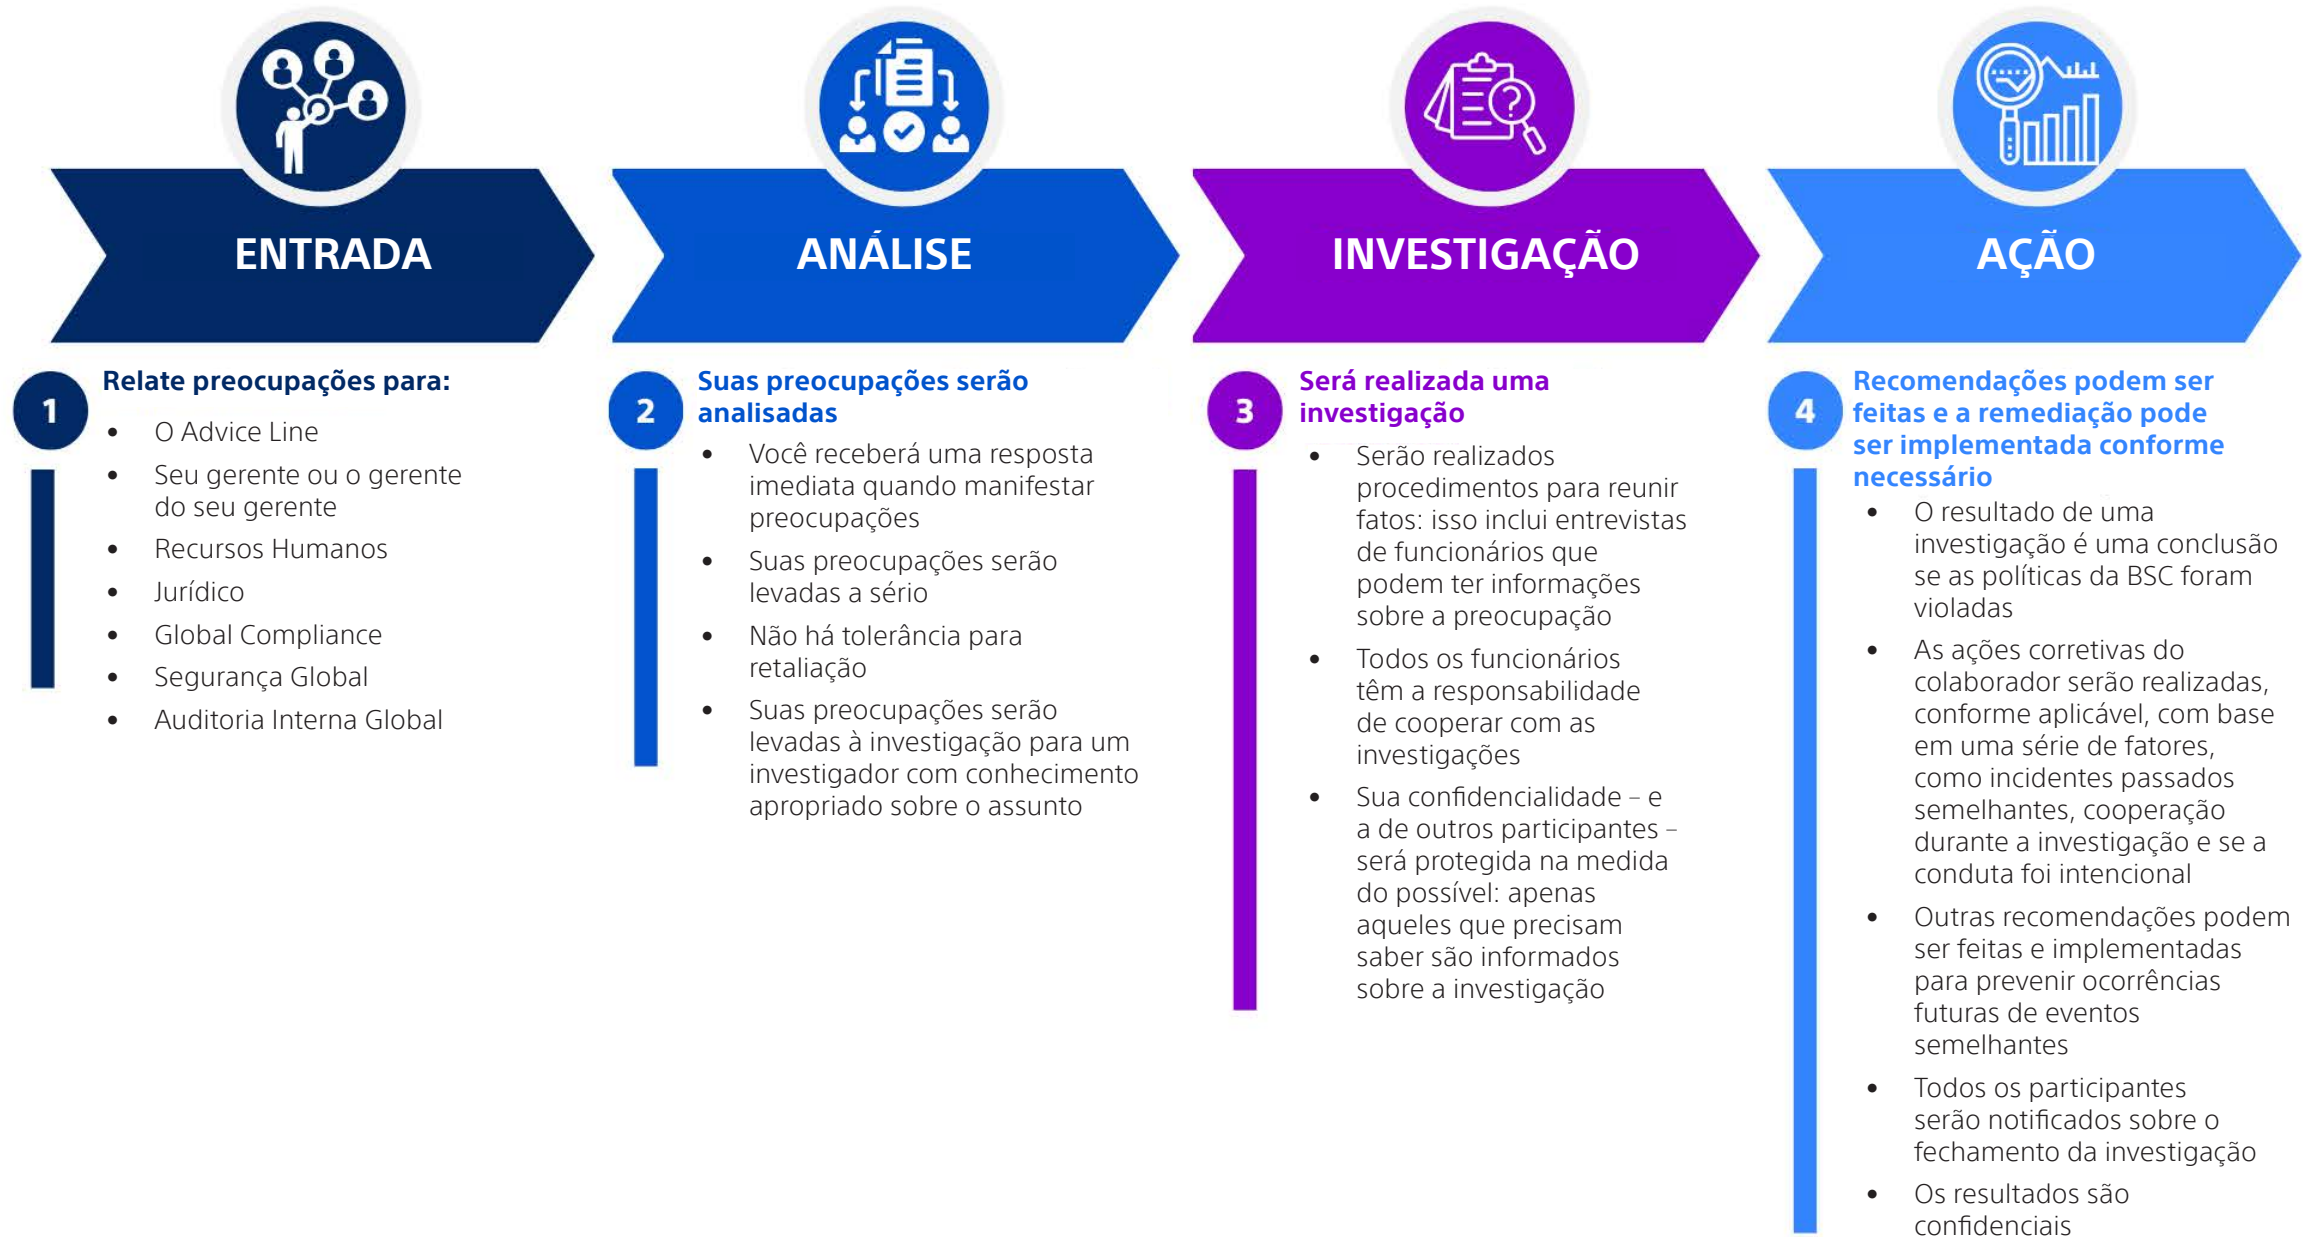 ENTRADA
1
Relate preocupações para:
• O Advice Line
• Seu gerente ou o gerente
do seu gerente
• Recursos Humanos
• Jurídico
• Global Compliance
• Segurança Global
• Auditoria Interna Global
ANÁLISE
2
Suas preocupações serão
analisadas
• Você receberá uma resposta
imediata quando manifestar
preocupações
• Suas preocupações serão
levadas a sério
• Não há tolerância para
retaliação
• Suas preocupações serão
levadas à investigação para um
investigador com conhecimento
apropriado sobre o assunto
INVESTIGAÇÃO
3
Será realizada uma
investigação
• Serão realizados
procedimentos para reunir
fatos: isso inclui entrevistas
de funcionários que
podem ter informações
sobre a preocupação
• Todos os funcionários
têm a responsabilidade
de cooperar com as
investigações
• Sua confidencialidade – e
a de outros participantes –
será protegida na medida
do possível: apenas
aqueles que precisam
saber são informados
sobre a investigação
AÇÃO
4
Recomendações podem ser
feitas e a remediação pode
ser implementada conforme
necessário
• O resultado de uma
investigação é uma conclusão
se as políticas da BSC foram
violadas
• As ações corretivas do
colaborador serão realizadas,
conforme aplicável, com base
em uma série de fatores,
como incidentes passados
semelhantes, cooperação
durante a investigação e se a
conduta foi intencional
• Outras recomendações podem
ser feitas e implementadas
para prevenir ocorrências
futuras de eventos
semelhantes
• Todos os participantes
serão notificados sobre o
fechamento da investigação
• Os resultados são
confidenciais